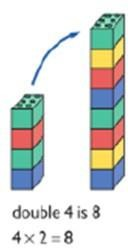 double 4 is 8
4 × 2 = 8